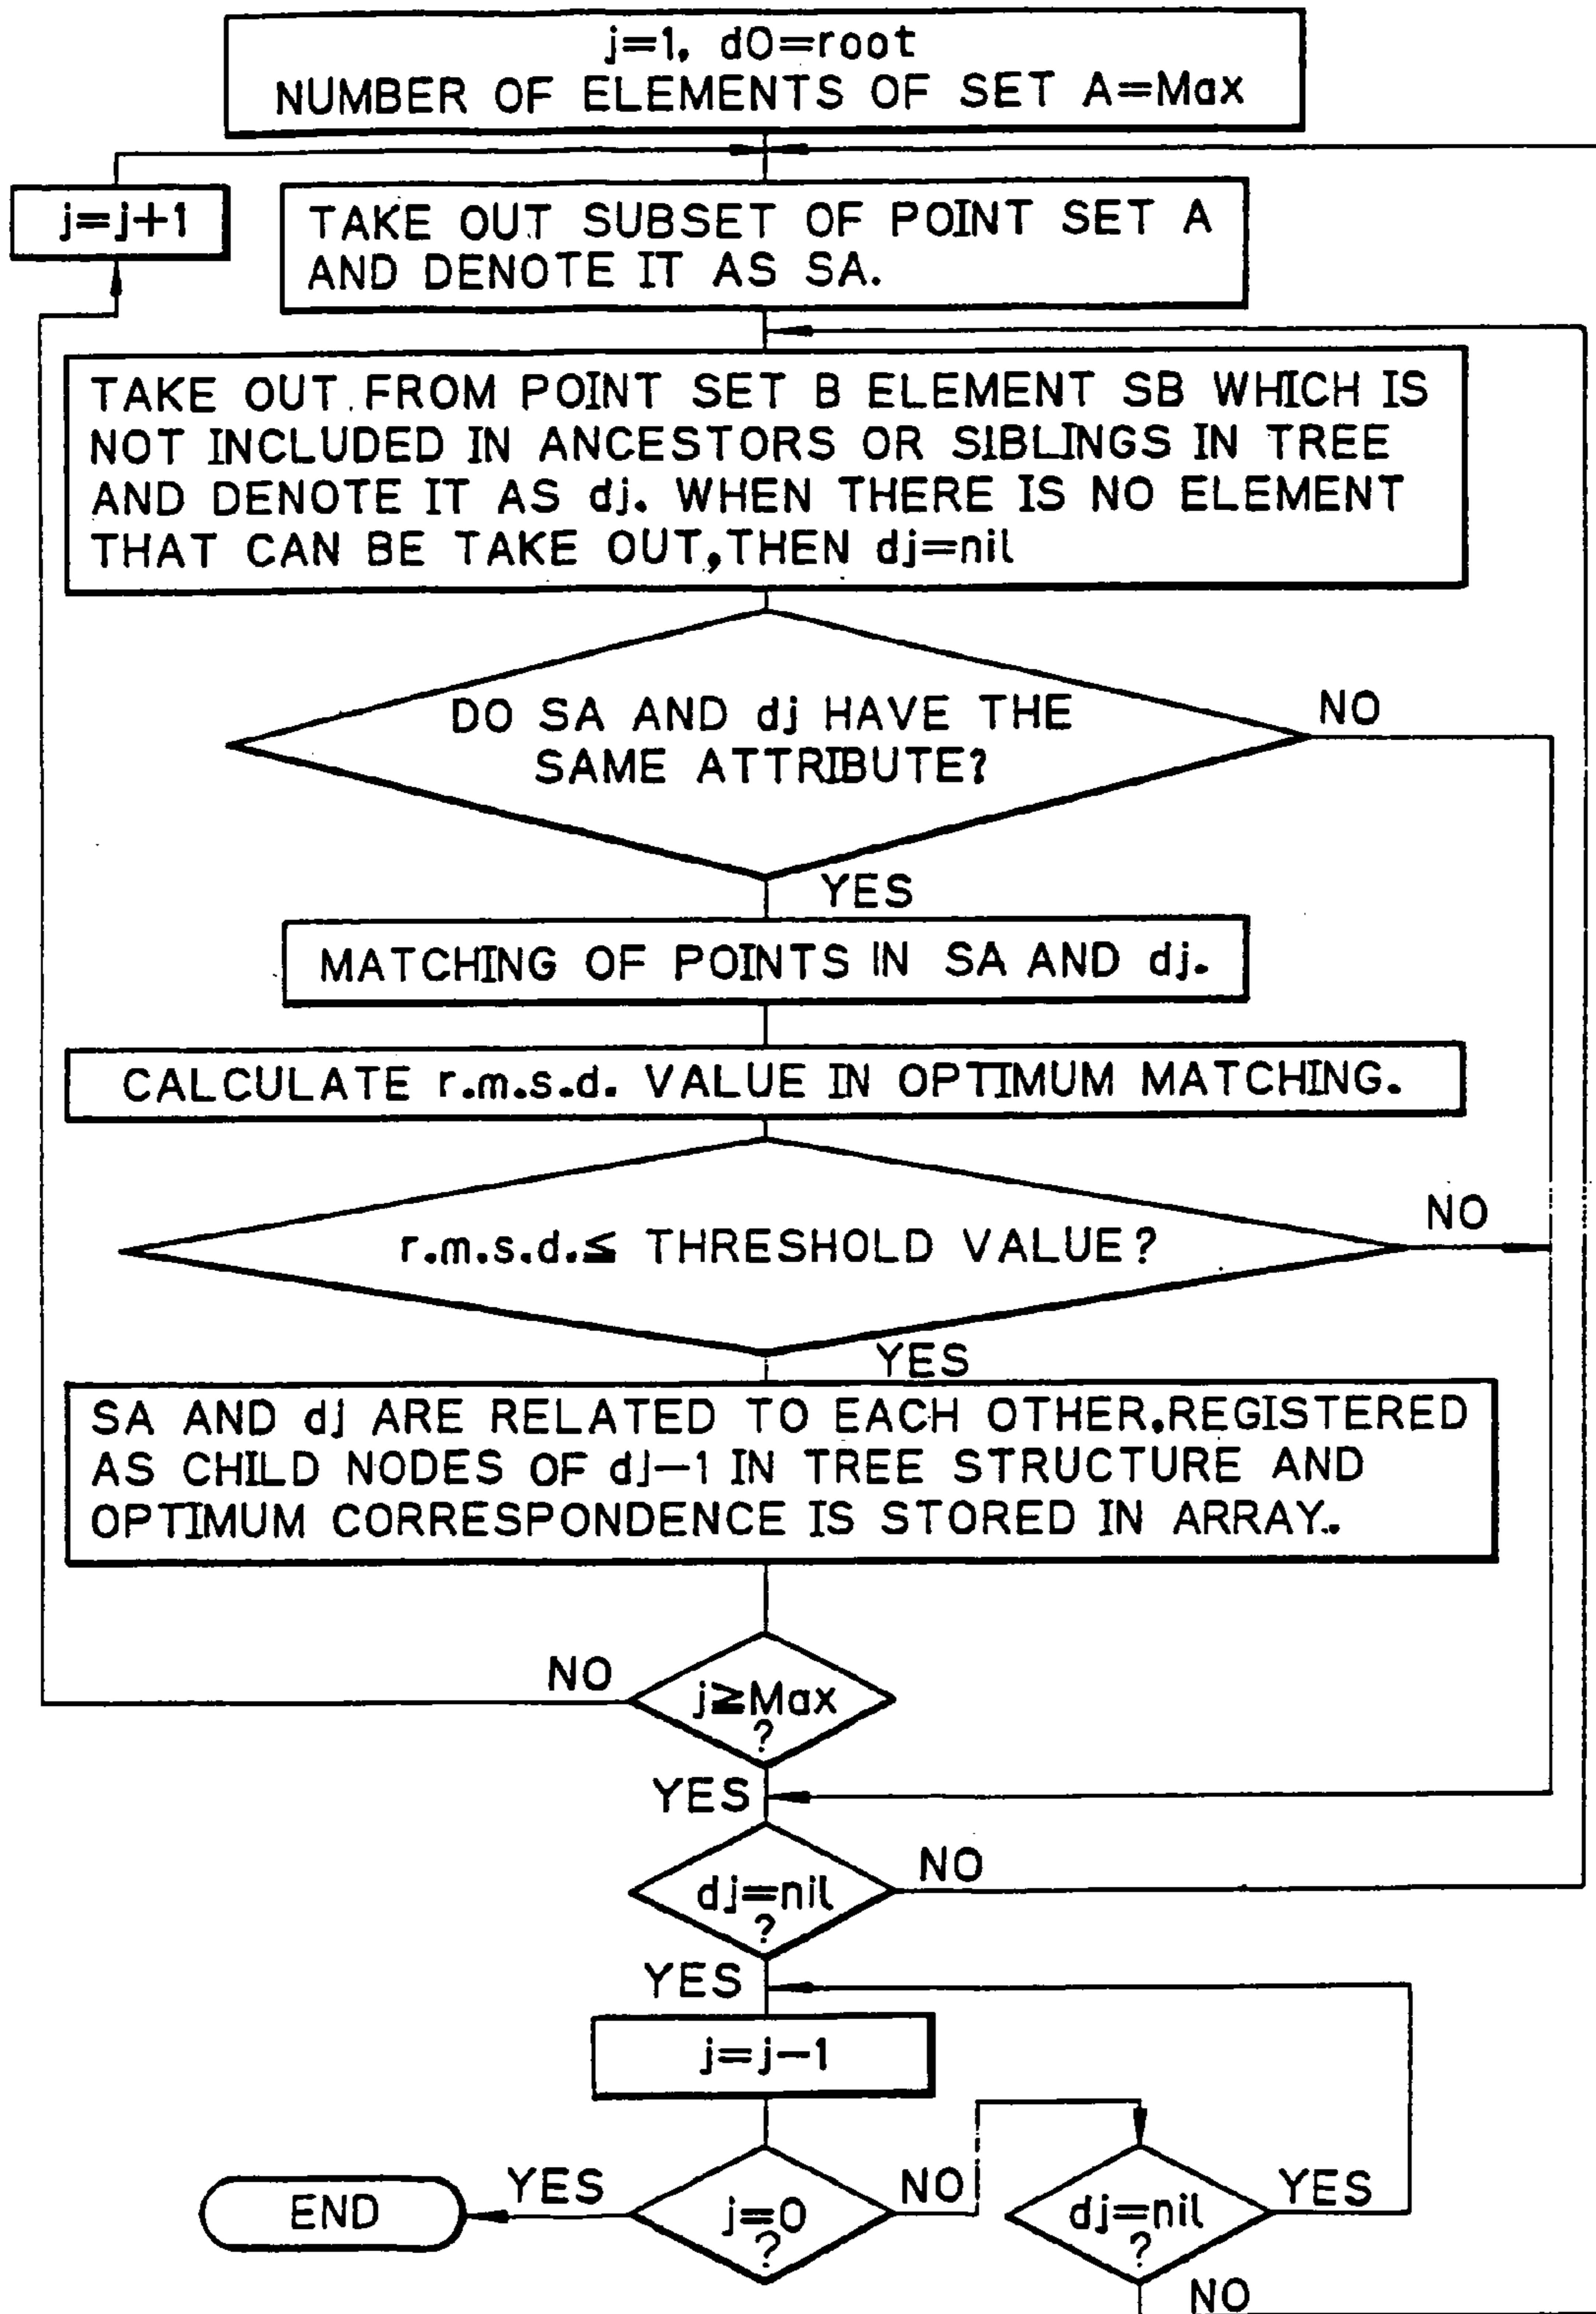 j=1, d0=root
NUMBER OF ELEMENTS OF SET A=Max
j=j+1
TAKE OUT SUBSET OF POINT SET A
AND DENOTE IT AS SA.
TAKE OUT FROM POINT SET B ELEMENT SB WHICH IS
NOT INCLUDED IN ANCESTORS OR SIBLINGS IN TREE
AND DENOTE IT AS dj. WHEN THERE IS NO ELEMENT
THAT CAN BE TAKE OUT, THEN dj=nil
DO SA AND dj HAVE THE
SAME ATTRIBUTE?
NO
YES
MATCHING OF POINTS IN SA AND dj.
CALCULATE r.m.s.d. VALUE IN OPTIMUM MATCHING.
r.m.s.d.≦ THRESHOLD VALUE?
NO
YES
SA AND dj ARE RELATED TO EACH OTHER.REGISTERED
AS CHILD NODES OF dj-1 IN TREE STRUCTURE AND
OPTIMUM CORRESPONDENCE IS STORED IN ARRAY.
NO
j≧Max
?
YES
dj=nil
?
NO
YES
j=j-1
END
YES
j=0
?
NO
dj=nil
?
YES
NO